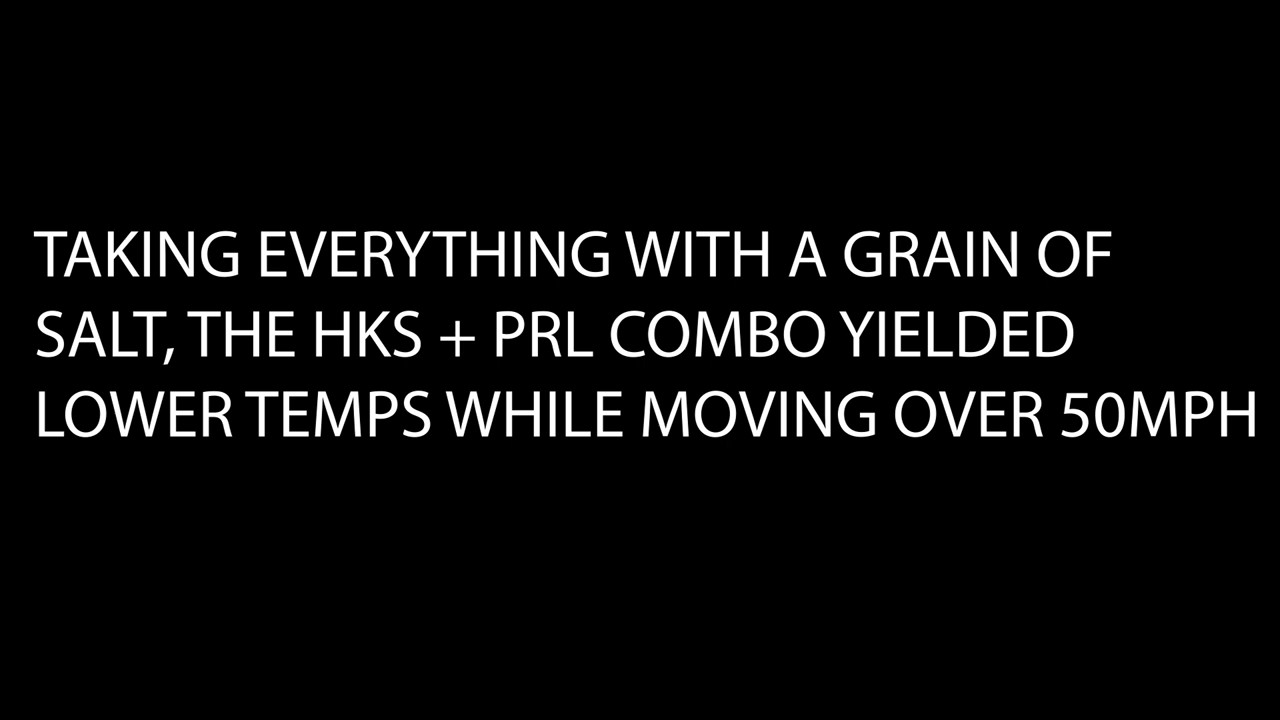 TAKING EVERYTHING WITH A GRAIN OF
SALT, THE HKS + PRL COMBO YIELDED
LOWER TEMPS WHILE MOVING OVER 50MPH